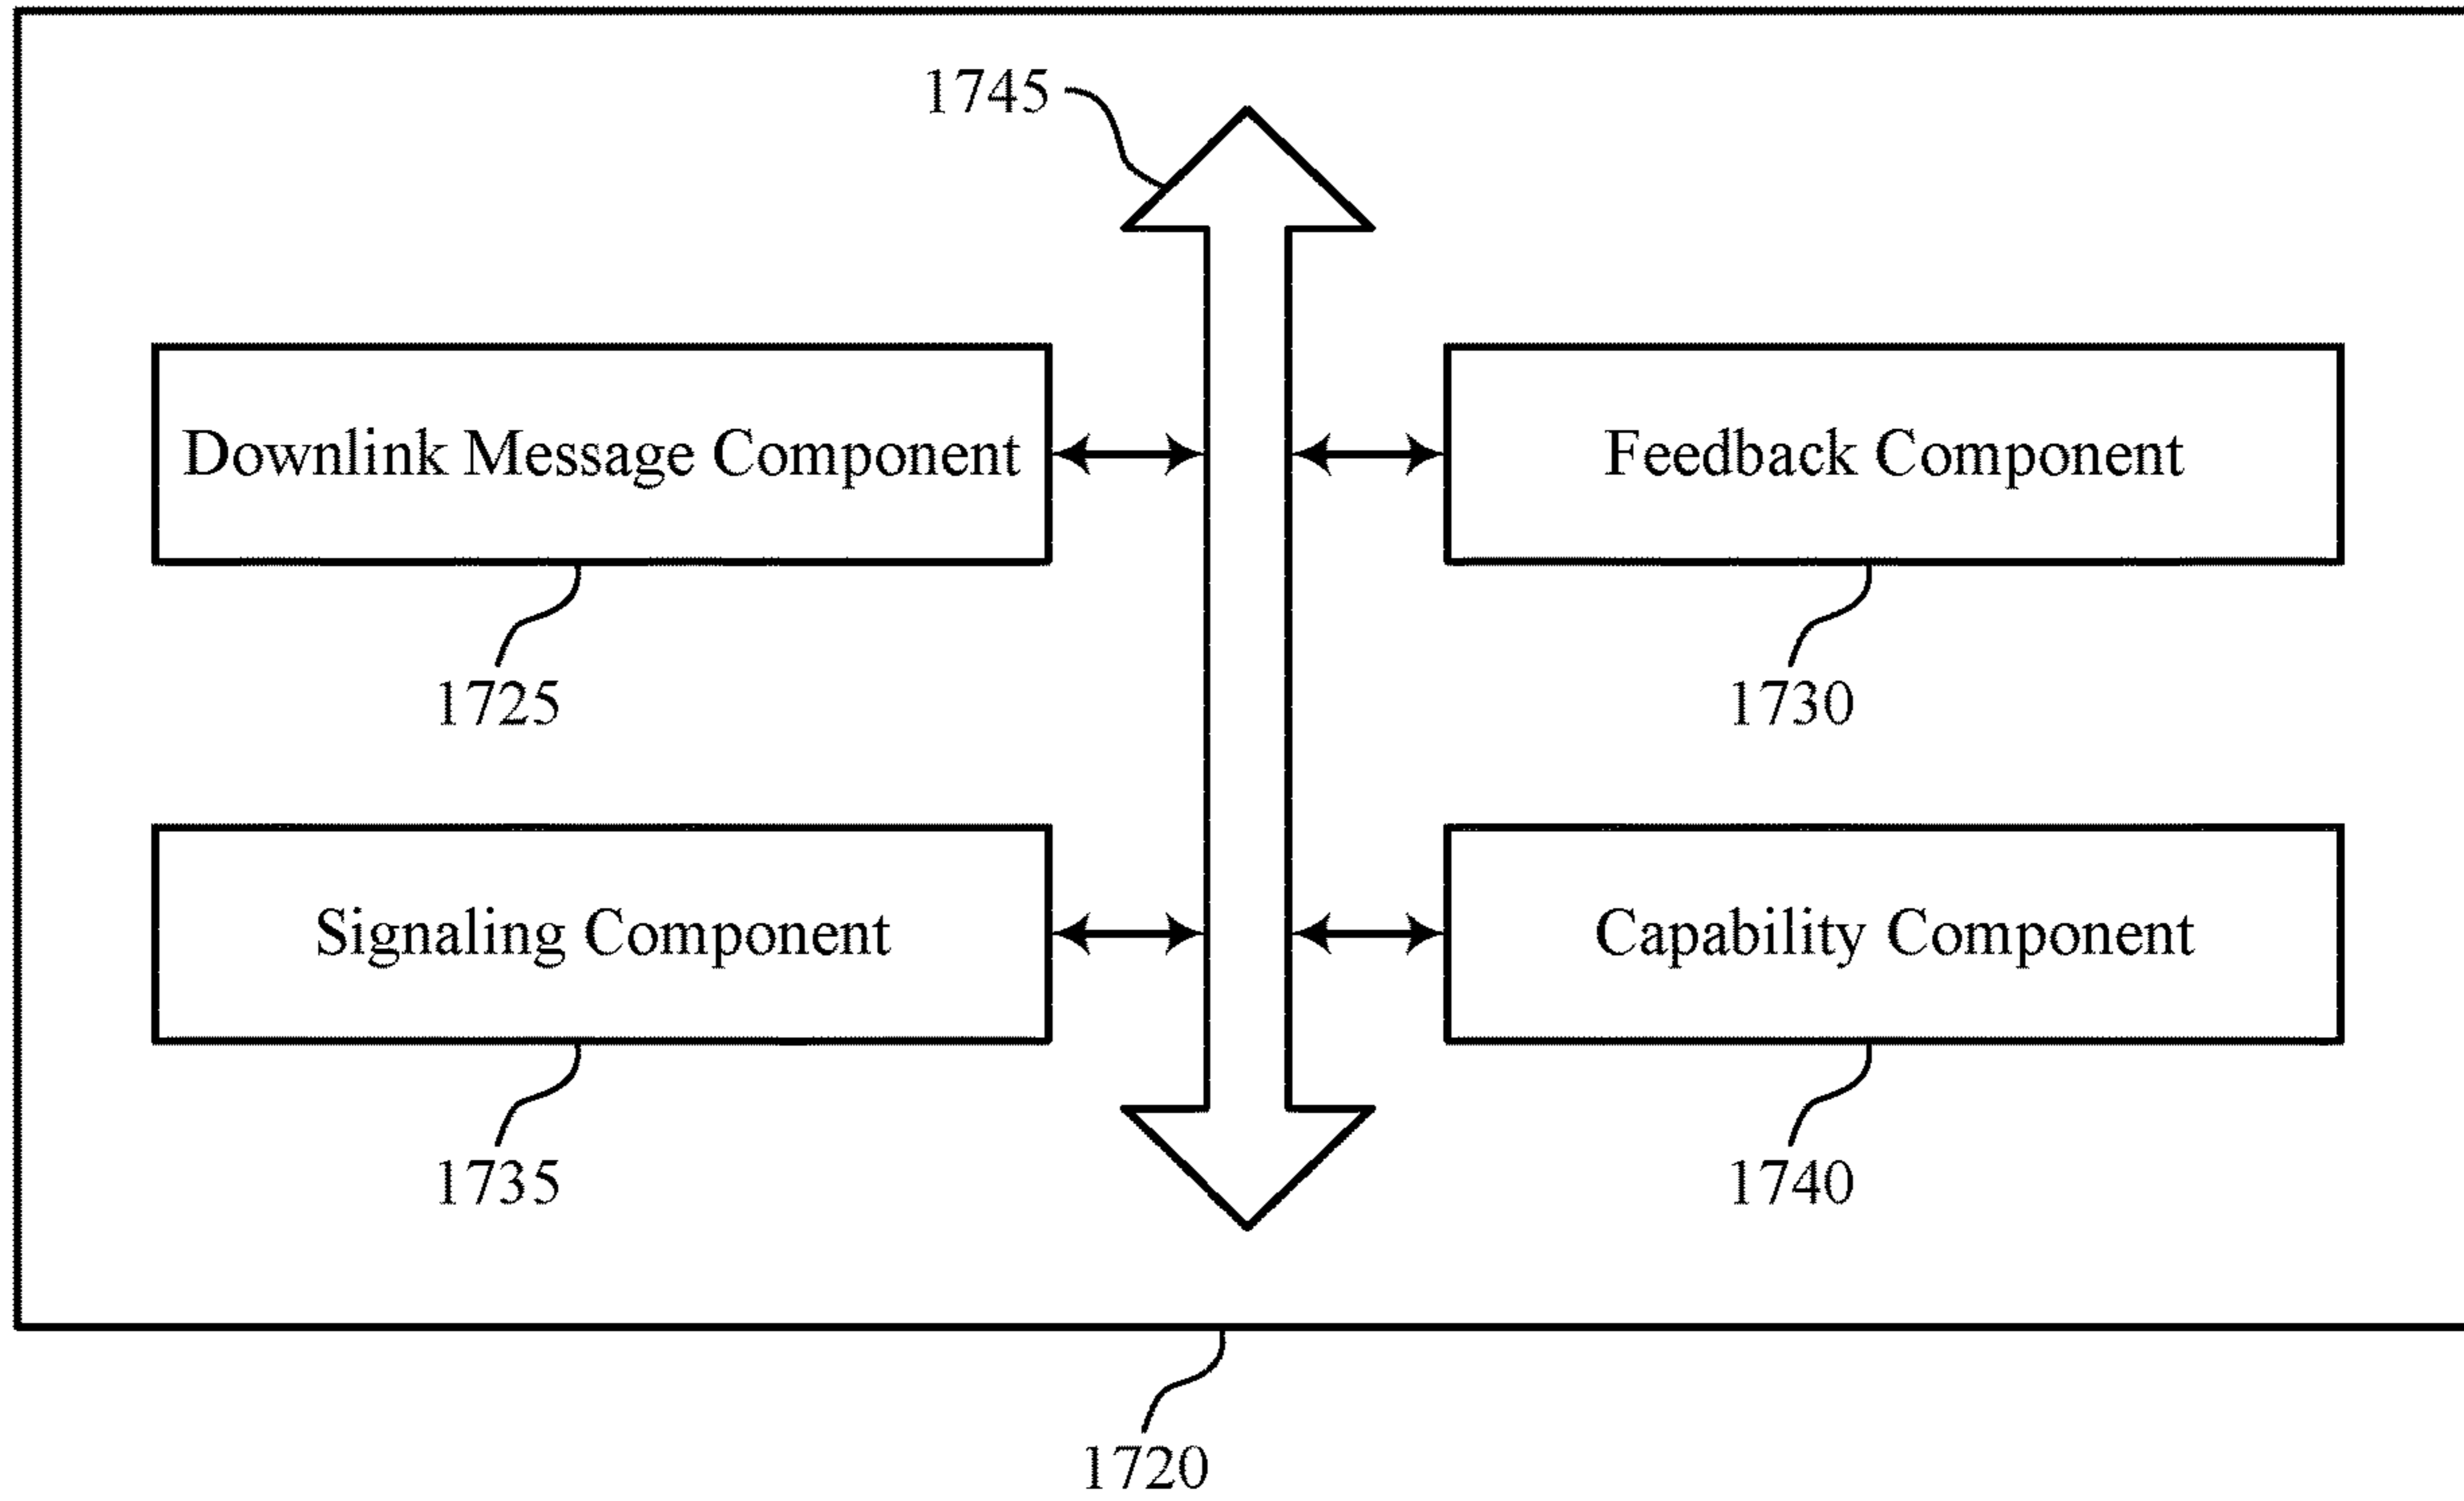 1745
Downlink Message Component
Feedback Component
1725
1730
Signaling Component
Capability Component
1735
1740
1720